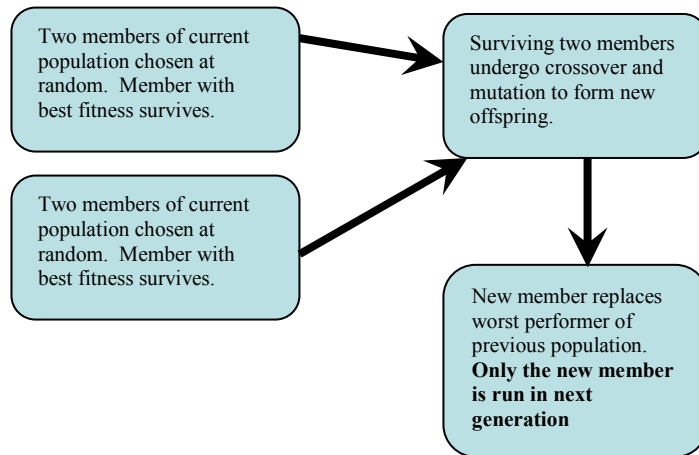 Two members of current
population chosen at
random.  Member with
best fitness survives.
Surviving two members
undergo crossover and
mutation to form new
offspring.
Two members of current
population chosen at
random.  Member with
best fitness survives.
New member replaces
worst performer of
previous population.
Only the new member
is run in next
generation